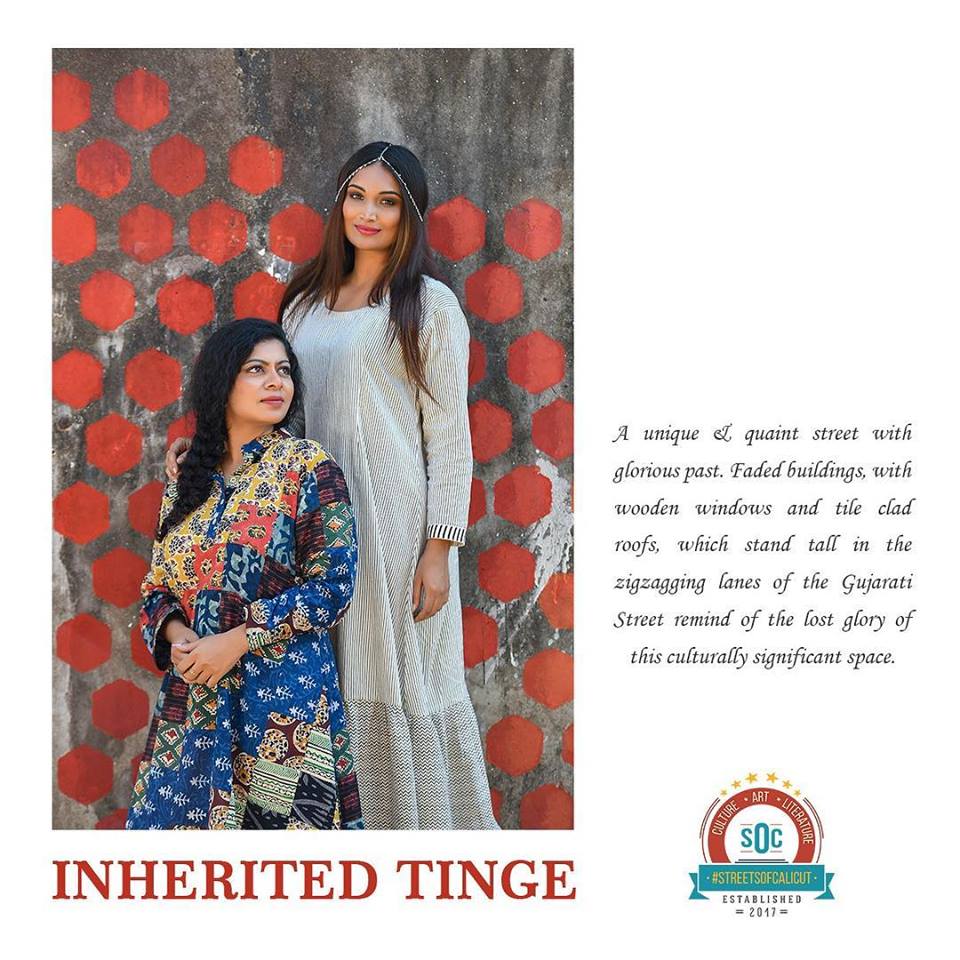 A unique & quaint street with
glorious past. Faded buildings, with
wooden windows and tile clad
roofs, which stand tall in the
zigzagging lanes of the Gujarati
Street remind of the lost glory of
this culturally significant space.
INHERITED TINGE
CULTURE • ART • LITERATURE
SOC
• #STREETSOFCALICUT •
ESTABLISHED
= 2017 =